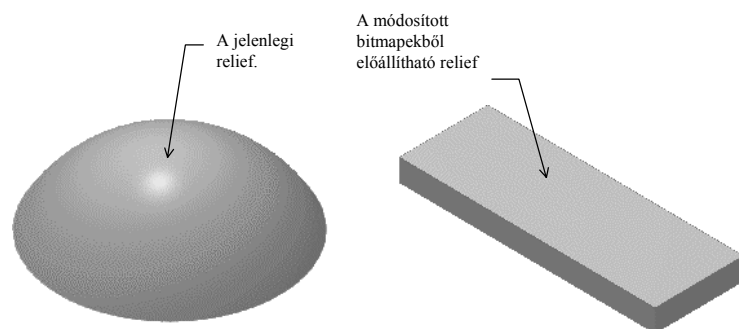 A jelenlegi
relief.
A módosított
bitmapekből
előállítható relief